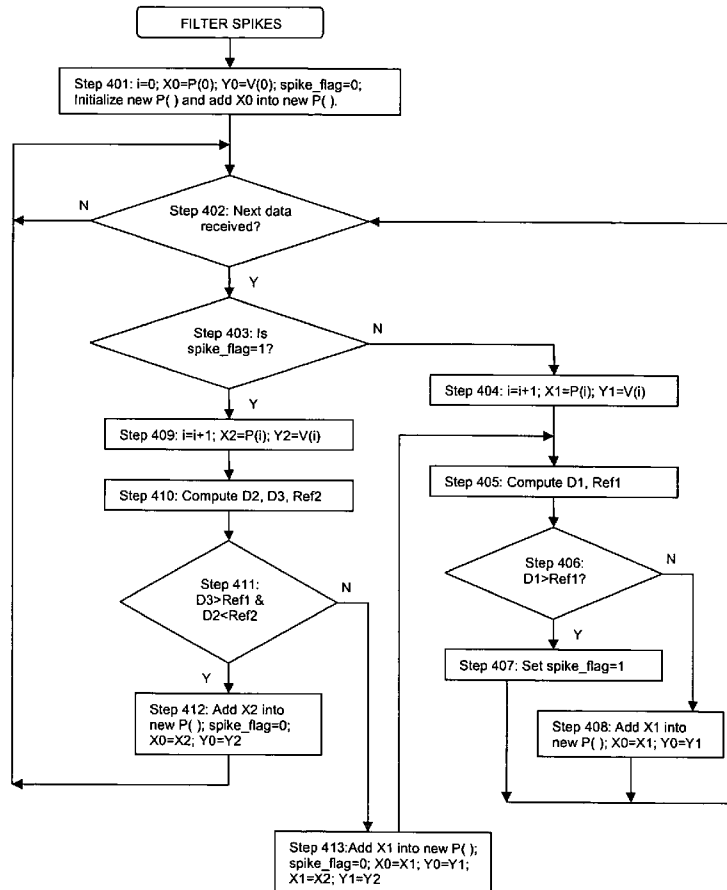 FILTER SPIKES
Step 401: i=0; X0=P(0); Y0=V(0); spike_flag=0;
Initialize new P( ) and add X0 into new P( ).
N
Step 402: Next data
received?
Y
Step 403: Is
spike_flag=1?
N
Y
Step 404: i=i+1; X1=P(i); Y1=V(i)
Step 409: i=i+1; X2=P(i); Y2=V(i)
Step 405: Compute D1, Ref1
Step 410: Compute D2, D3, Ref2
Step 406:
D1>Ref1?
N
Y
Step 411:
D3>Ref1 &
D2<Ref2
N
Y
Step 407: Set spike_flag=1
Step 412: Add X2 into
new P( ); spike_flag=0;
X0=X2; Y0=Y2
Step 408: Add X1 into
new P( ); X0=X1; Y0=Y1
Step 413:Add X1 into new P( );
spike_flag=0; X0=X1; Y0=Y1;
X1=X2; Y1=Y2